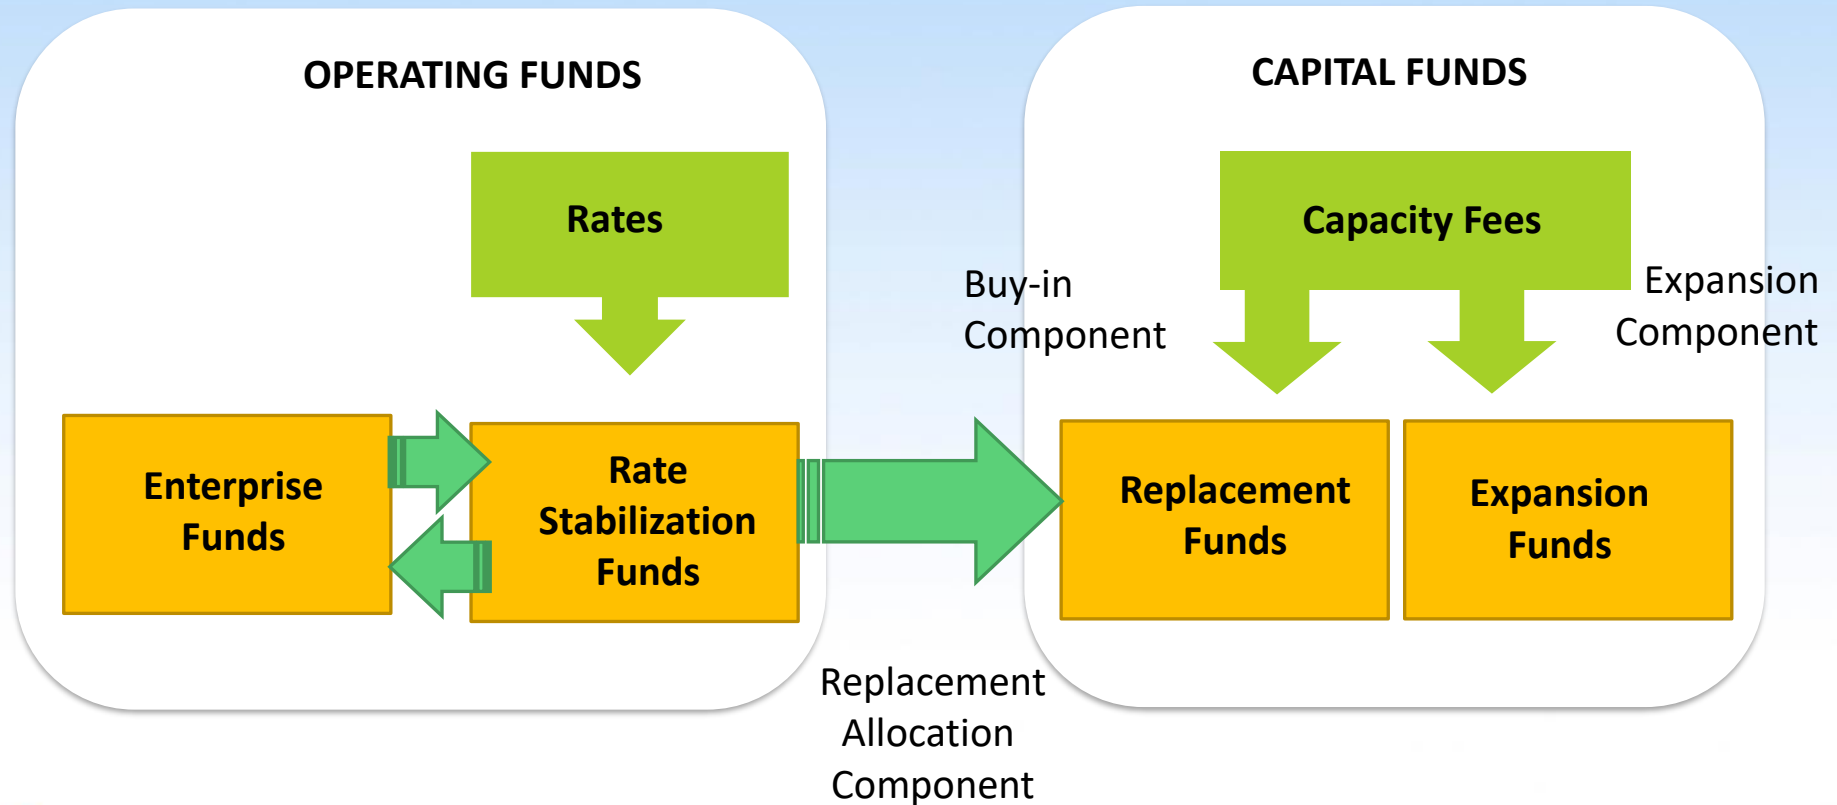 OPERATING FUNDS
Rates
Enterprise
Funds
Rate
Stabilization
Funds
Replacement
Allocation
Component
CAPITAL FUNDS
Capacity Fees
Buy-in
Component
Expansion
Component
Replacement
Funds
Expansion
Funds